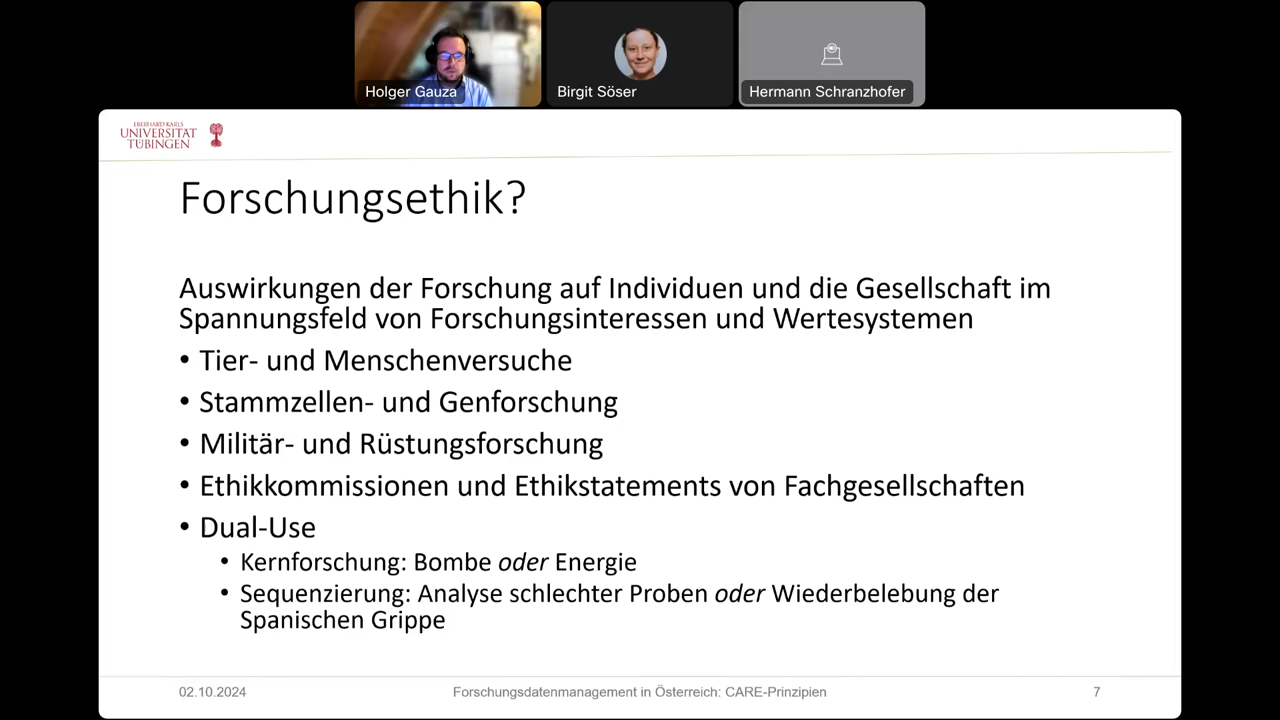 Holger Gauza
Birgit Söser
Hermann Schranzhofer
EBERHARD KARLS
UNIVERSITÄT
TÜBINGEN
Forschungsethik?
Auswirkungen der Forschung auf Individuen und die Gesellschaft im
Spannungsfeld von Forschungsinteressen und Wertesystemen
• Tier- und Menschenversuche
• Stammzellen- und Genforschung
• Militär- und Rüstungsforschung
• Ethikkommissionen und Ethikstatements von Fachgesellschaften
• Dual-Use
• Kernforschung: Bombe oder Energie
• Sequenzierung: Analyse schlechter Proben oder Wiederbelebung der
Spanischen Grippe
02.10.2024 Forschungsdatenmanagement in Österreich: CARE-Prinzipien 7